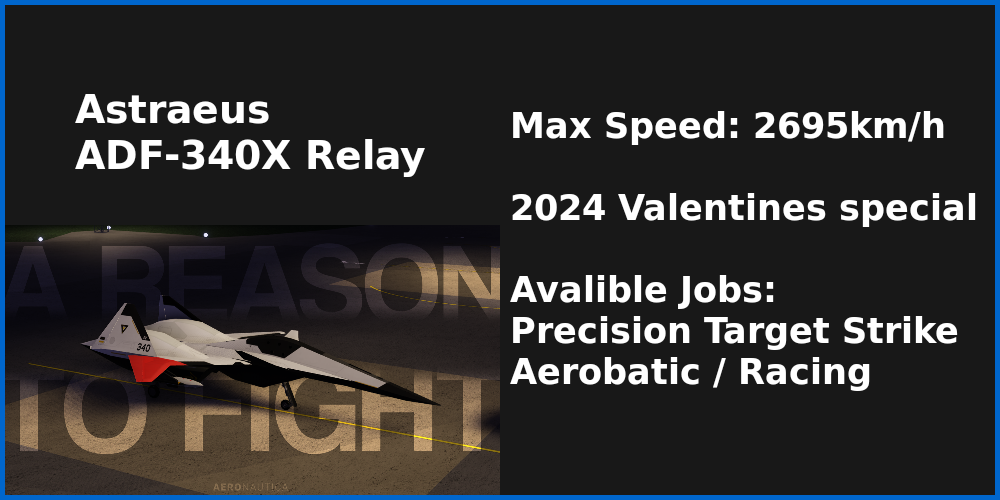 Astraeus
ADF-340X Relay
A REASON
TO FIGHT
340
AERONAUTICA
Max Speed: 2695km/h
2024 Valentines special
Avalible Jobs:
Precision Target Strike
Aerobatic / Racing